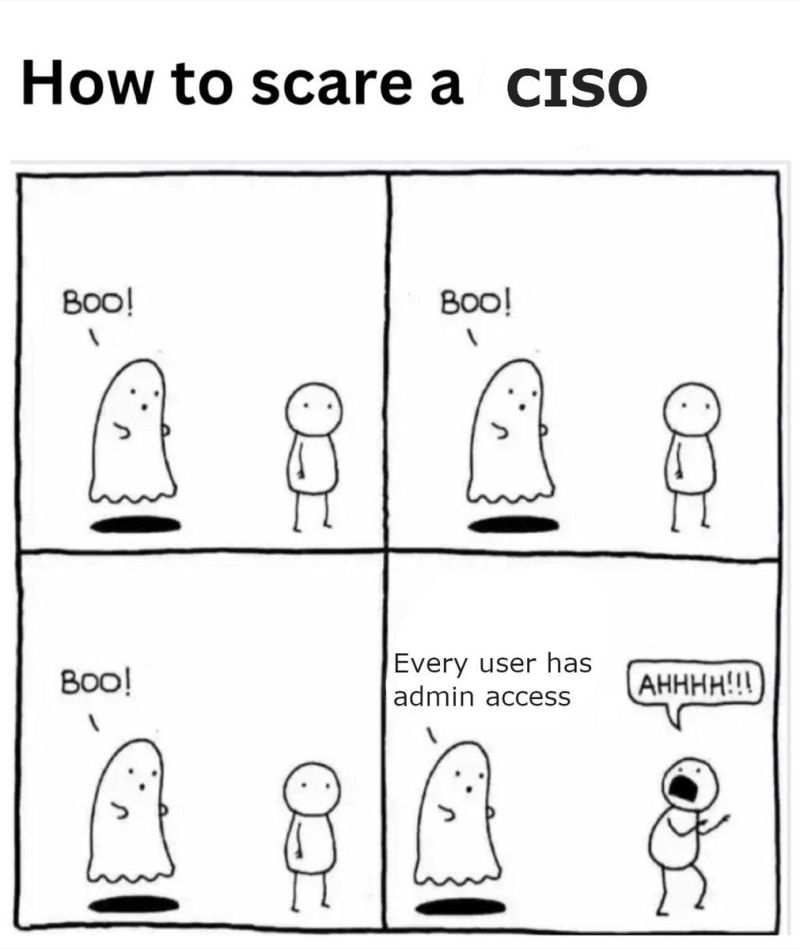 How to scare a CISO
BOO!
BOO!
BOO!
Every user has
admin access
AHHHH!!!